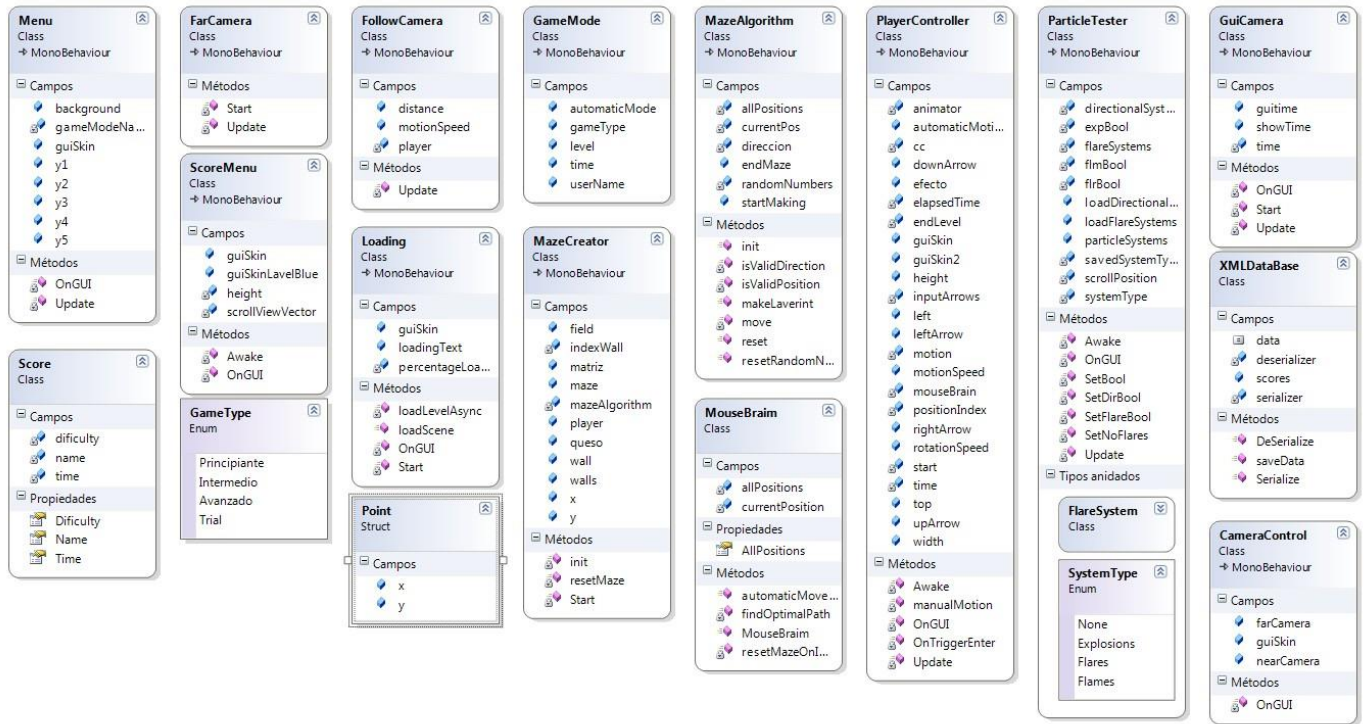 Menu
Class
MonoBehaviour
Campos
background
gameModeNa...
guiSkin
y1
y2
y3
y4
y5
Métodos
OnGUI
Update
Score
Class
Campos
dificulty
name
time
Propiedades
Dificulty
Name
Time
FarCamera
Class
MonoBehaviour
Métodos
Start
Update
ScoreMenu
Class
MonoBehaviour
Campos
guiSkin
guiSkinLavelBlue
height
scrollViewVector
Métodos
Awake
OnGUI
GameType
Enum
Principiante
Intermedio
Avanzado
Trial
FollowCamera
Class
MonoBehaviour
Campos
distance
motionSpeed
player
Métodos
Update
Loading
Class
MonoBehaviour
Campos
guiSkin
loadingText
percentageLoa...
Métodos
loadLevelAsync
loadScene
OnGUI
Start
Point
Struct
Campos
x
y
GameMode
Class
MonoBehaviour
Campos
automaticMode
gameType
level
time
userName
MazeCreator
Class
MonoBehaviour
Campos
field
indexWall
matriz
maze
mazeAlgorithm
player
queso
wall
walls
x
y
Métodos
init
resetMaze
Start
MazeAlgorithm
Class
MonoBehaviour
Campos
allPositions
currentPos
direccion
endMaze
randomNumbers
startMaking
Métodos
init
isValidDirection
isValidPosition
makeLaverint
move
reset
resetRandomN...
MouseBraim
Class
Campos
allPositions
currentPosition
Propiedades
AllPositions
Métodos
automaticMove...
findOptimalPath
MouseBraim
resetMazeOnI...
PlayerController
Class
MonoBehaviour
Campos
animator
automaticMoti...
cc
downArrow
efecto
elapsedTime
endLevel
guiSkin
guiSkin2
height
inputArrows
left
leftArrow
motion
motionSpeed
mouseBrain
positionIndex
rightArrow
rotationSpeed
start
time
top
upArrow
width
Métodos
Awake
manualMotion
OnGUI
OnTriggerEnter
Update
ParticleTester
Class
MonoBehaviour
Campos
directionalSyst...
expBool
flareSystems
flmBool
flrBool
loadDirectional...
loadFlareSystems
particleSystems
savedSystemTy...
scrollPosition
systemType
Métodos
Awake
OnGUI
SetBool
SetDirBool
SetFlareBool
SetNoFlares
Update
Tipos anidados
FlareSystem
Class
SystemType
Enum
None
Explosions
Flares
Flames
GuiCamera
Class
MonoBehaviour
Campos
guitime
showTime
time
Métodos
OnGUI
Start
Update
XMLDataBase
Class
Campos
data
deserializer
scores
serializer
Métodos
DeSerialize
saveData
Serialize
CameraControl
Class
MonoBehaviour
Campos
farCamera
guiSkin
nearCamera
Métodos
OnGUI